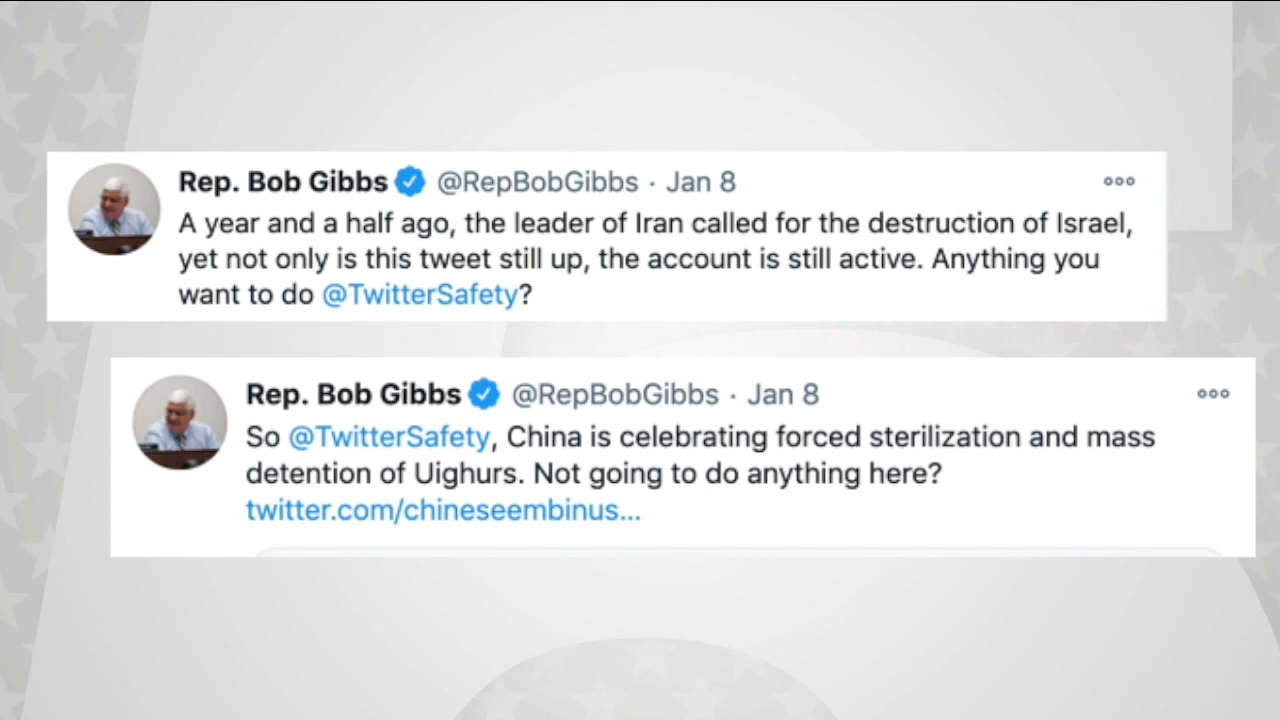 Rep. Bob Gibbs @RepBobGibbs · Jan 8
A year and a half ago, the leader of Iran called for the destruction of Israel,
yet not only is this tweet still up, the account is still active. Anything you
want to do @TwitterSafety?
Rep. Bob Gibbs @RepBobGibbs · Jan 8
So @TwitterSafety, China is celebrating forced sterilization and mass
detention of Uighurs. Not going to do anything here?
twitter.com/chineseembinus...